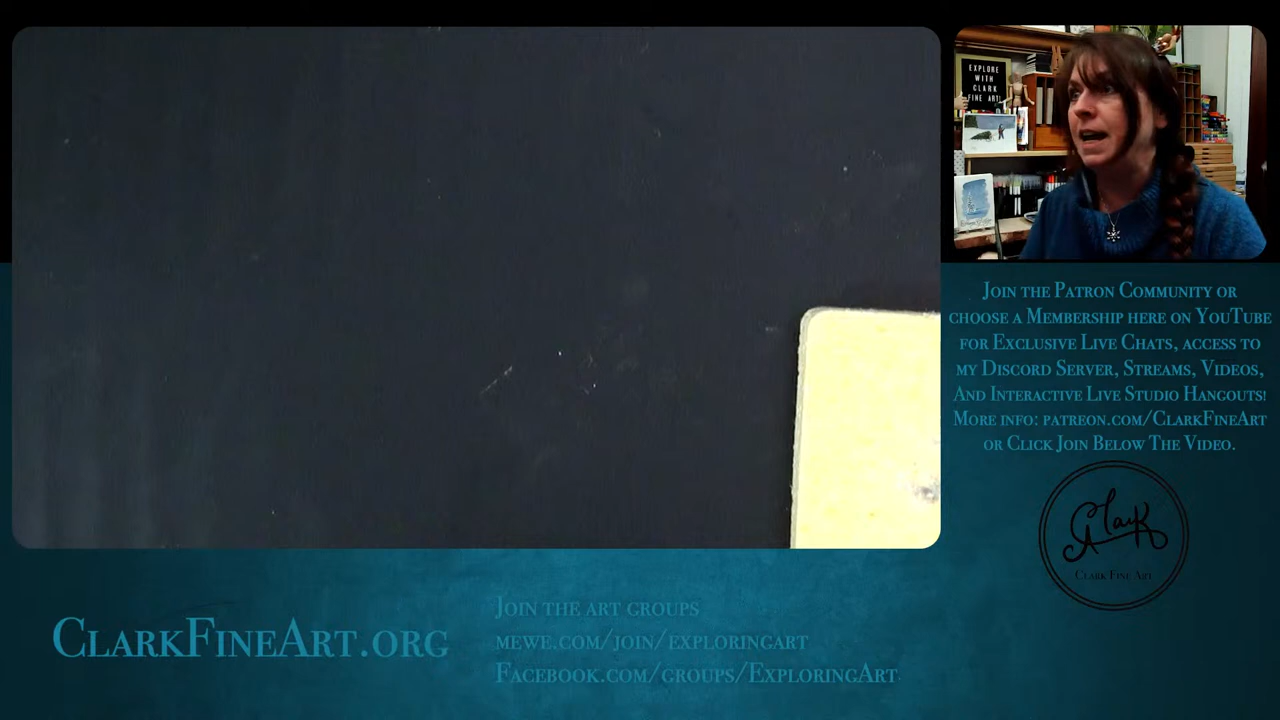 EXPLORE
WITH
CLARK
FINE ART!
Join the Patron Community or
choose a Membership here on YouTube
for Exclusive Live Chats, access to
my Discord Server, Streams, Videos,
And Interactive Live Studio Hangouts!
More info: patreon.com/ClarkFineArt
or Click Join Below The Video.
Clark
Clark Fine Art
ClarkFineArt.org
Join the art groups
mewe.com/join/exploringart
Facebook.com/groups/ExploringArt